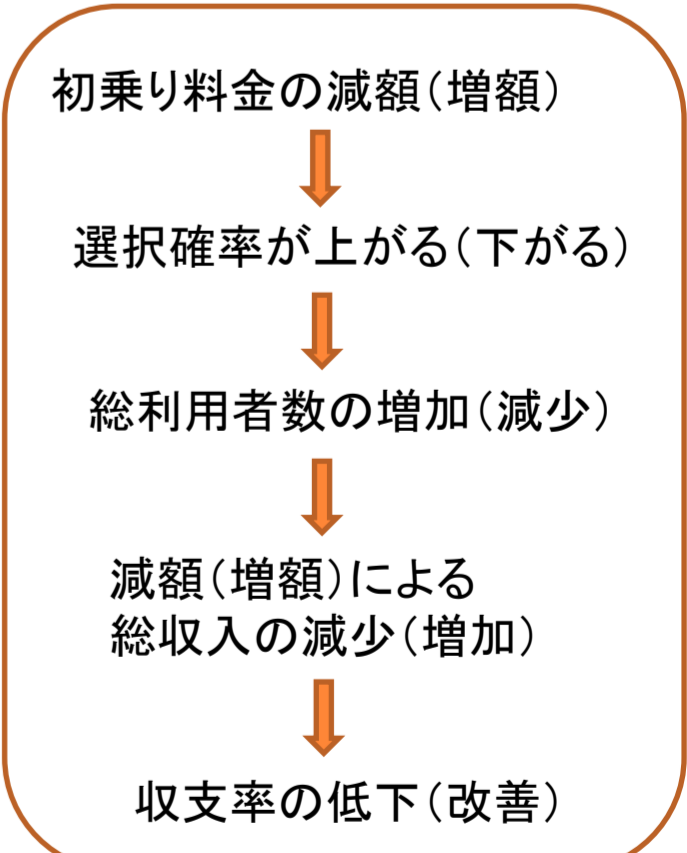 初乗り料金の減額(増額)
選択確率が上がる(下がる)
総利用者数の増加(減少)
減額(増額)による
総収入の減少(増加)
収支率の低下(改善)